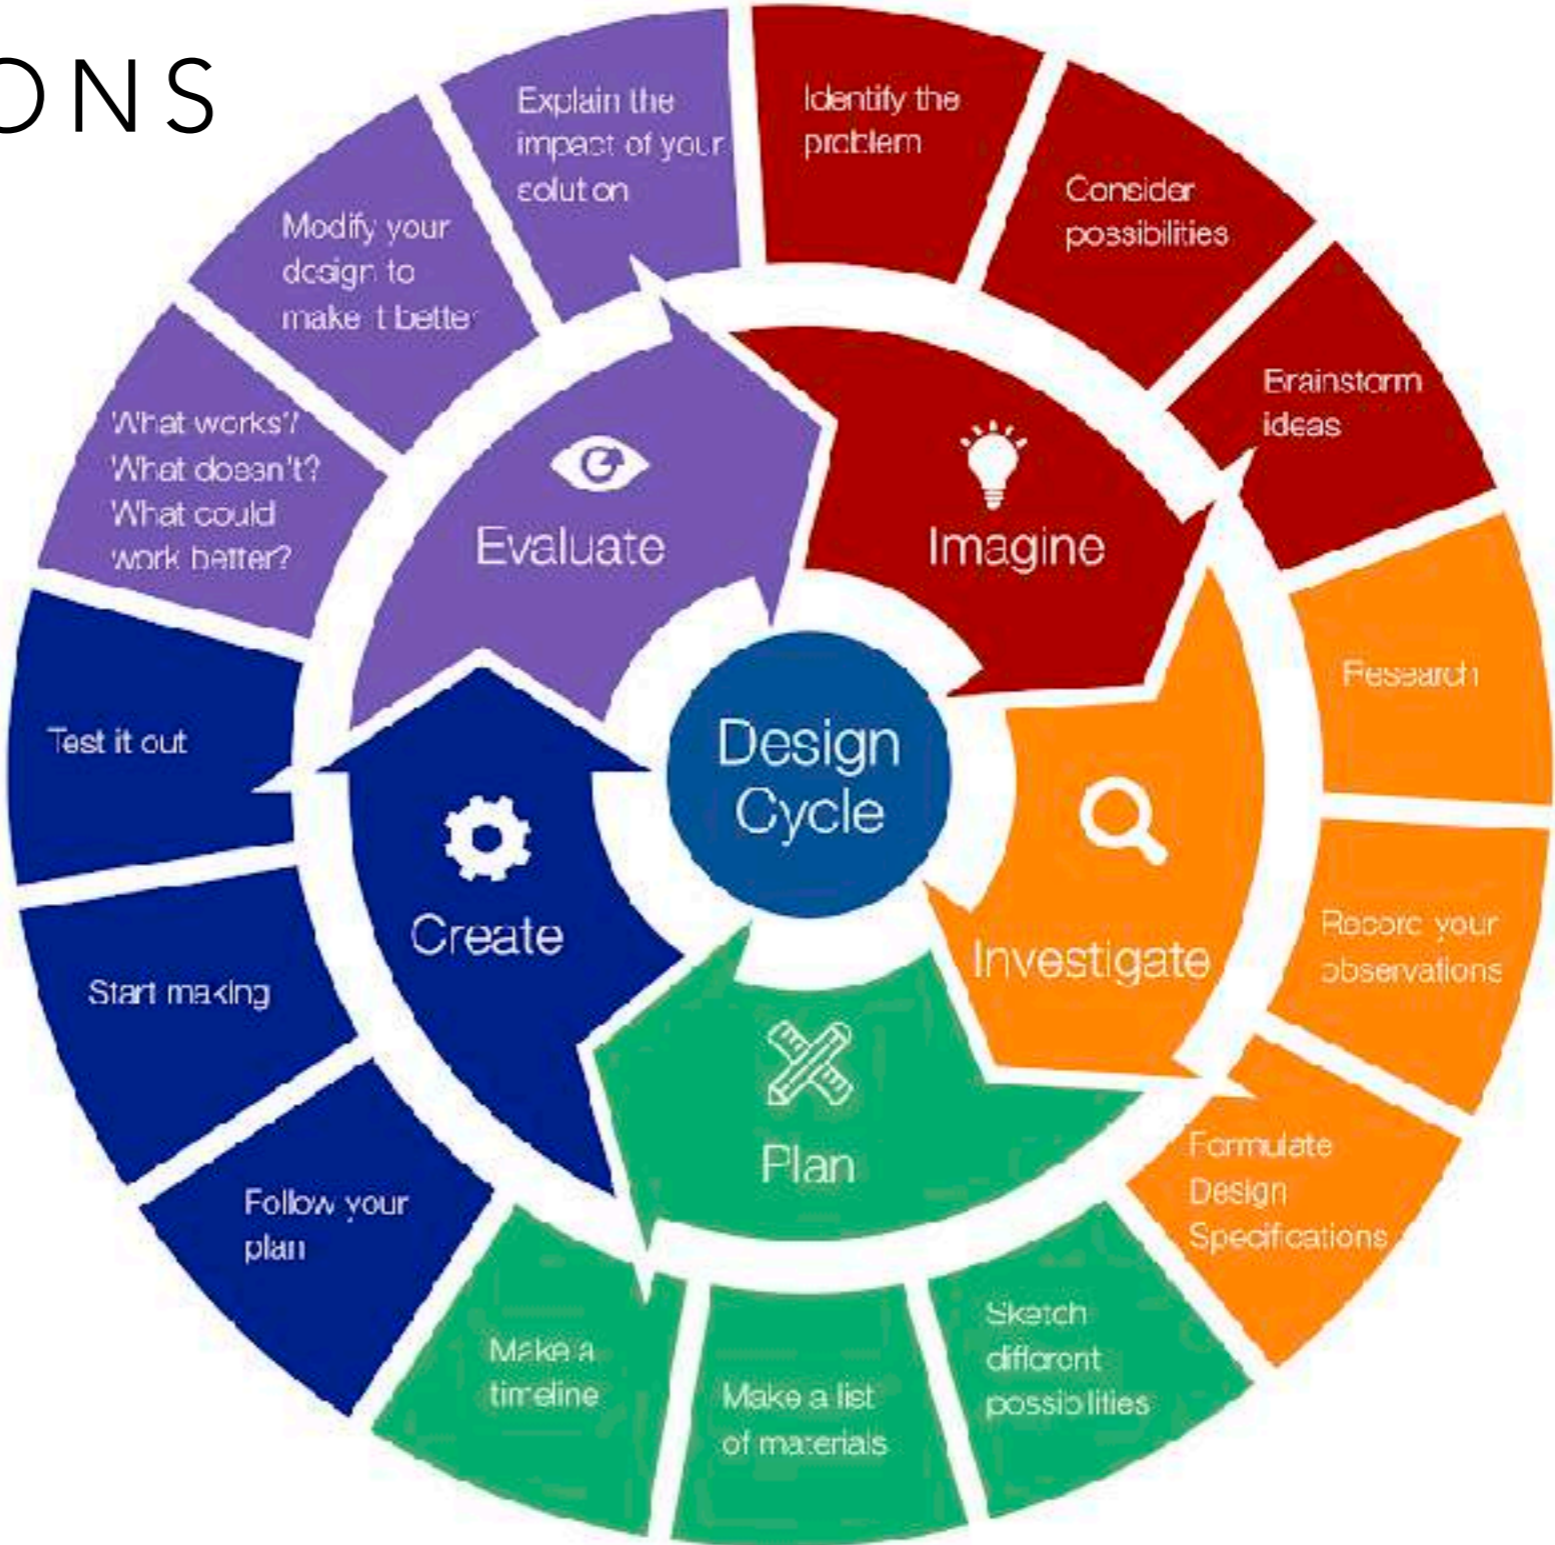 ONS
Explain the
impact of your
solution
Identify the
problem
Consider
possibilities
Brainstorm
ideas
Research
Record your
observations
Formulate
Design
Specifications
Sketch
different
possibilities
Make a list
of materials
Make a
timeline
Follow your
plan
Start making
Test it out
What works?
What doesn't?
What could
work better?
Modify your
design to
make it better
Evaluate
Imagine
Investigate
Plan
Create
Design
Cycle